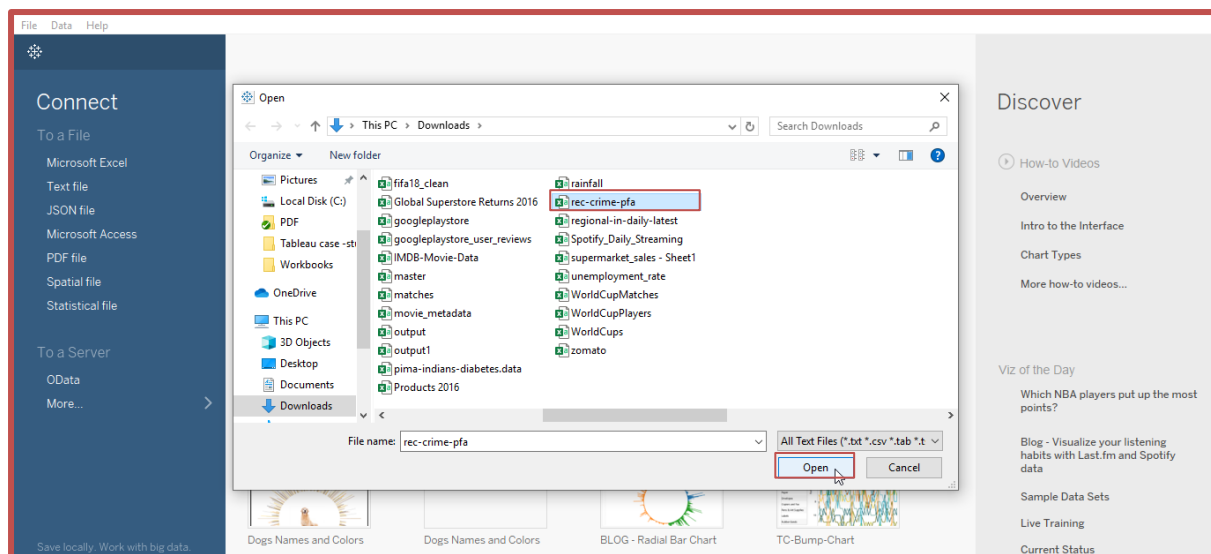 File Data Help
Connect
To a File
Microsoft Excel
Text file
JSON file
Microsoft Access
PDF file
Spatial file
Statistical file
To a Server
OData
More...
Save locally. Work with big data.
Open
This PC > Downloads >
Search Downloads
Organize
New folder
Pictures
Local Disk (C:)
PDF
Tableau case -st
Workbooks
OneDrive
This PC
3D Objects
Desktop
Documents
Downloads
fifa18_clean
Global Superstore Returns 2016
googleplaystore
googleplaystore_user_reviews
IMDB-Movie-Data
master
matches
movie_metadata
output
output1
pima-indians-diabetes.data
Products 2016
rainfall
rec-crime-pfa
regional-in-daily-latest
Spotify_Daily_Streaming
supermarket_sales - Sheet1
unemployment_rate
WorldCupMatches
WorldCupPlayers
WorldCups
zomato
File name: rec-crime-pfa
All Text Files (*.txt *.csv *.tab *.t
Open
Cancel
Dogs Names and Colors
Dogs Names and Colors
BLOG - Radial Bar Chart
TC-Bump-Chart
Discover
How-to Videos
Overview
Intro to the Interface
Chart Types
More how-to videos...
Viz of the Day
Which NBA players put up the most
points?
Blog - Visualize your listening
habits with Last.fm and Spotify
data
Sample Data Sets
Live Training
Current Status